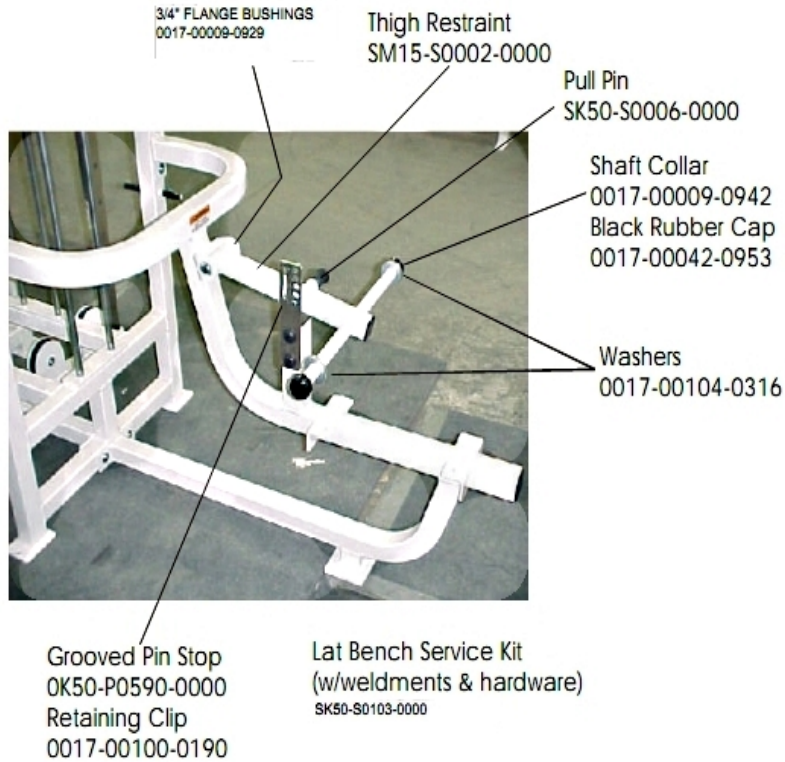 3/4" FLANGE BUSHINGS
0017-00009-0929
Thigh Restraint
SM15-S0002-0000
Pull Pin
SK50-S0006-0000
Shaft Collar
0017-00009-0942
Black Rubber Cap
0017-00042-0953
Washers
0017-00104-0316
Grooved Pin Stop
0K50-P0590-0000
Retaining Clip
0017-00100-0190
Lat Bench Service Kit
(w/weldments & hardware)
SK50-S0103-0000